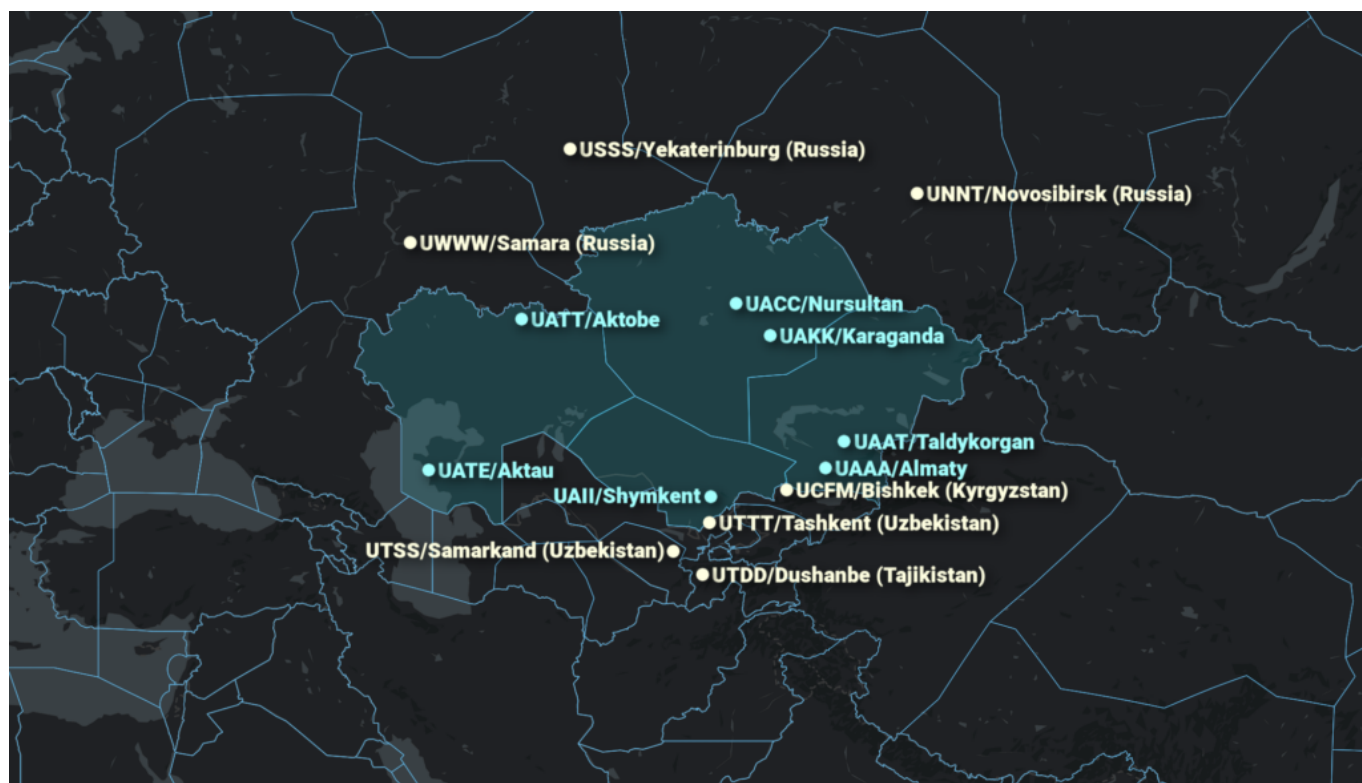 USSS/Yekaterinburg (Russia)
UNNT/Novosibirsk (Russia)
UWWW/Samara (Russia)
UACC/Nursultan
UATT/Aktobe
UAKK/Karaganda
UAAT/Taldykorgan
UAAA/Almaty
UATE/Aktau
UCFM/Bishkek (Kyrgyzstan)
UAII/Shymkent
UTTT/Tashkent (Uzbekistan)
UTSS/Samarkand (Uzbekistan)
UTDD/Dushanbe (Tajikistan)